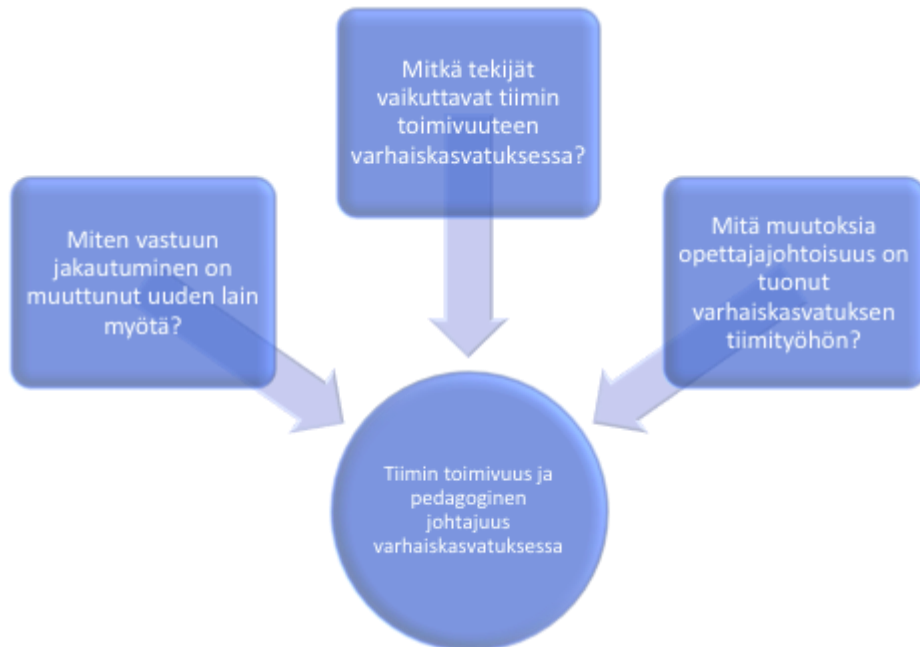 Mitkä tekijät
vaikuttavat tiimin
toimivuuteen
varhaiskasvatuksessa?
Miten vastuun
jakautuminen on
muuttunut uuden lain
myötä?
Mitä muutoksia
opettajajohtoisuus on
tuonut
varhaiskasvatuksen
tiimityöhön?
Tiimin toimivuus ja
pedagoginen
johtajuus
varhaiskasvatuksessa